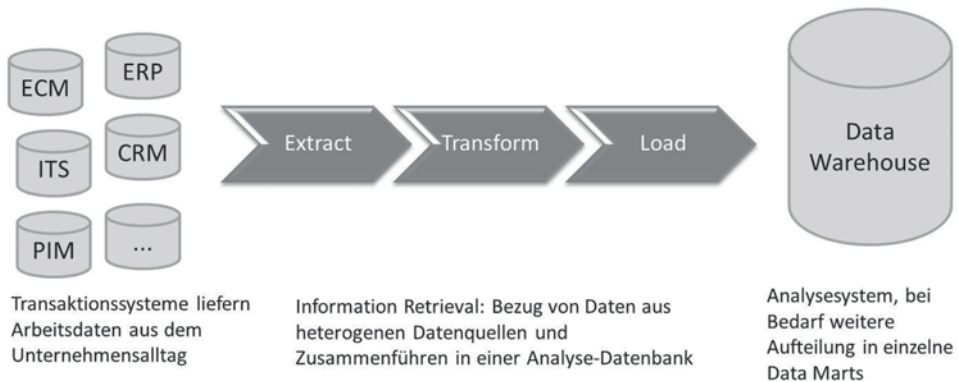 ECM
ERP
ITS
CRM
PIM
...
Extract
Transform
Load
Data
Warehouse
Transaktionssysteme liefern
Arbeitsdaten aus dem
Unternehmensalltag
Information Retrieval: Bezug von Daten aus
heterogenen Datenquellen und
Zusammenführen in einer Analyse-Datenbank
Analysesystem, bei
Bedarf weitere
Aufteilung in einzelne
Data Marts